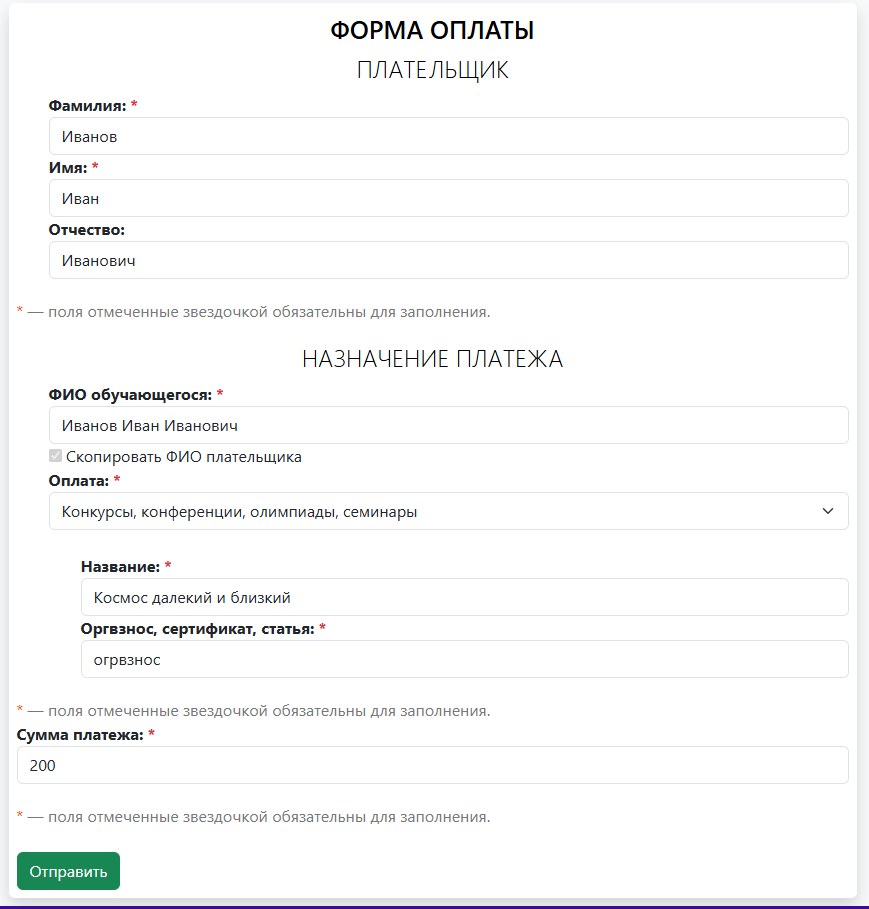 ФОРМА ОПЛАТЫ
ПЛАТЕЛЬЩИК
Фамилия: *
Иванов
Имя: *
Иван
Отчество:
Иванович
* — поля отмеченные звездочкой обязательны для заполнения.
НАЗНАЧЕНИЕ ПЛАТЕЖА
ФИО обучающегося: *
Иванов Иван Иванович
Скопировать ФИО плательщика
Оплата: *
Конкурсы, конференции, олимпиады, семинары
Название: *
Космос далекий и близкий
Оргвзнос, сертификат, статья: *
огрвзнос
* — поля отмеченные звездочкой обязательны для заполнения.
Сумма платежа: *
200
* — поля отмеченные звездочкой обязательны для заполнения.
Отправить